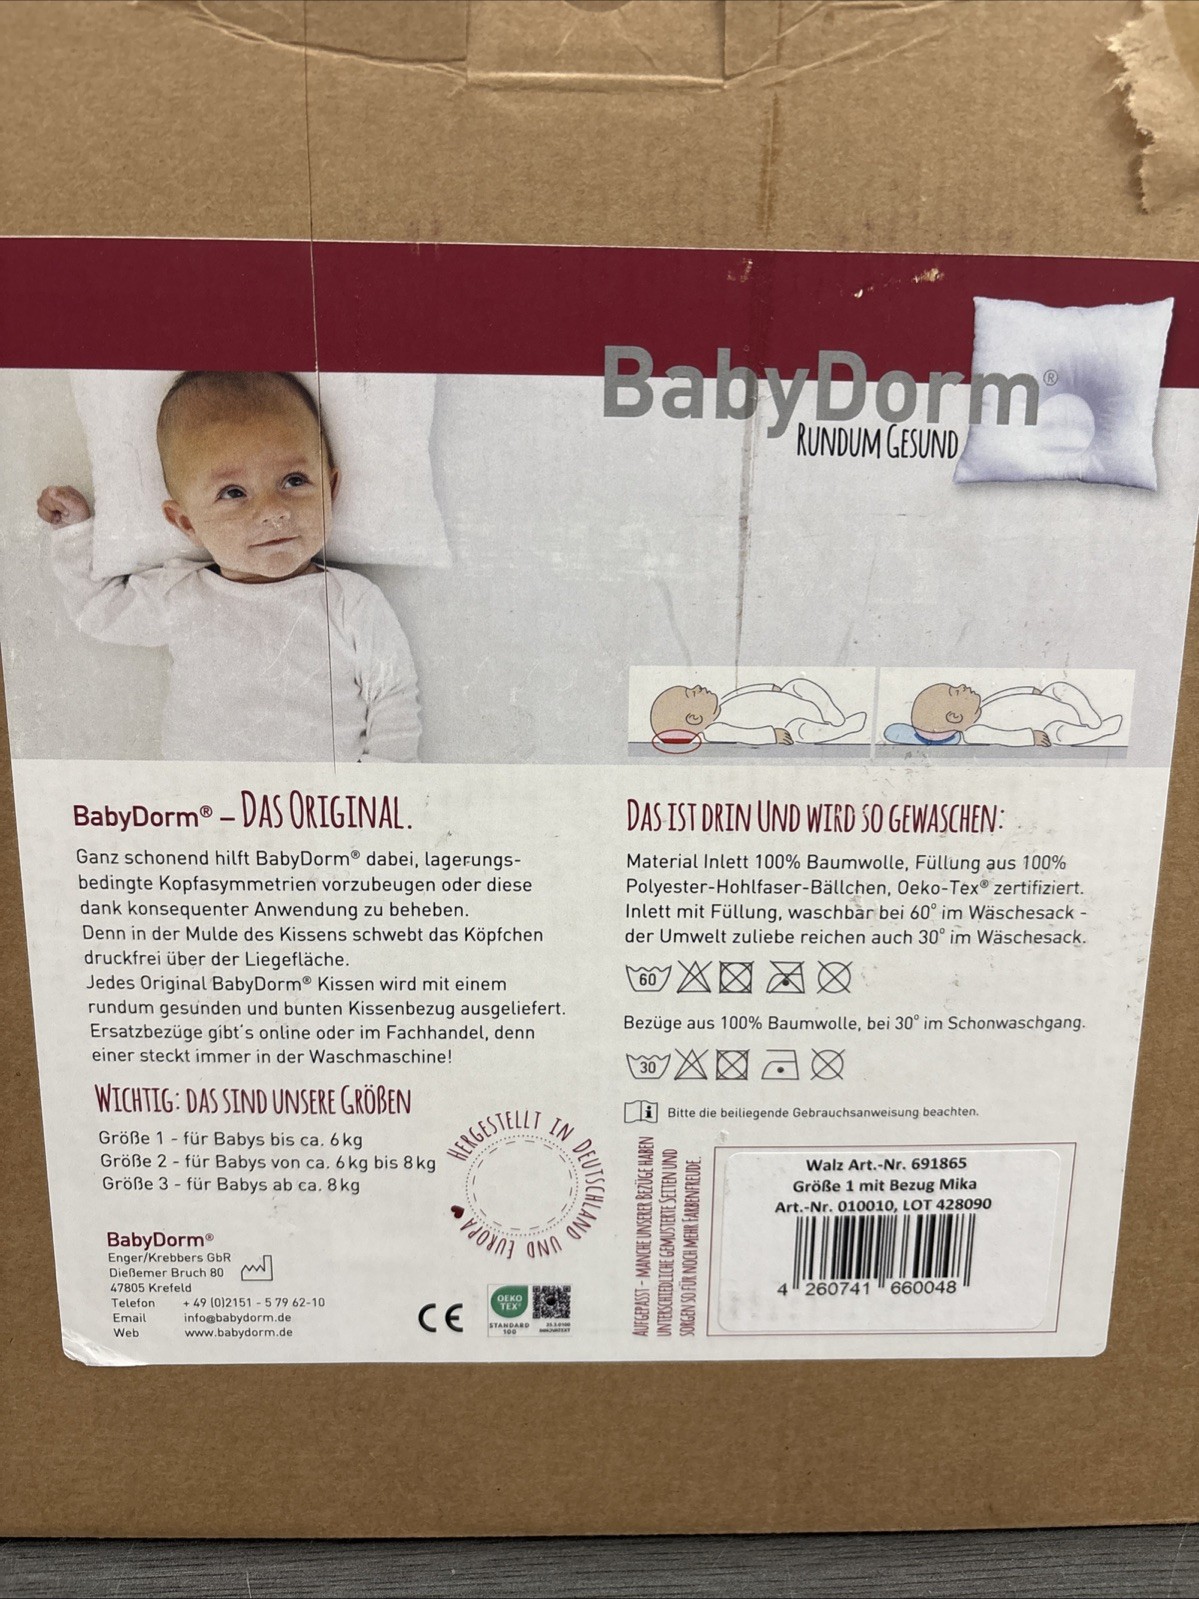 BabyDorm®
RUNDUM GESUND
BabyDorm® – DAS ORIGINAL.
Ganz schonend hilft BabyDorm® dabei, lagerungs-
bedingte Kopfasymmetrien vorzubeugen oder diese
dank konsequenter Anwendung zu beheben.
Denn in der Mulde des Kissens schwebt das Köpfchen
druckfrei über der Liegefläche.
Jedes Original BabyDorm® Kissen wird mit einem
rundum gesunden und bunten Kissenbezug ausgeliefert.
Ersatzbezüge gibt´s online oder im Fachhandel, denn
einer steckt immer in der Waschmaschine!
WICHTIG: DAS SIND UNSERE GRÖßEN
Größe 1 - für Babys bis ca. 6 kg
Größe 2 - für Babys von ca. 6 kg bis 8 kg
Größe 3 - für Babys ab ca. 8 kg
HERGESTELLT IN DEUTSCHLAND UND EUROPA
BabyDorm®
Enger/Krebbers GbR
Dießemer Bruch 80
47805 Krefeld
Telefon + 49 (0)2151 - 5 79 62-10
Email info@babydorm.de
Web www.babydorm.de
CE
OEKO
TEX®
STANDARD
100
DAS IST DRIN UND WIRD SO GEWASCHEN:
Material Inlett 100% Baumwolle, Füllung aus 100%
Polyester-Hohlfaser-Bällchen, Oeko-Tex® zertifiziert.
Inlett mit Füllung, waschbar bei 60° im Wäschesack -
der Umwelt zuliebe reichen auch 30° im Wäschesack.
60
Bezüge aus 100% Baumwolle, bei 30° im Schonwaschgang.
30
i Bitte die beiliegende Gebrauchsanweisung beachten.
AUFGEPASST - MANCHE UNSERER BEZÜGE HABEN
UNTERSCHIEDLICHE GEMUSTERTE SEITEN UND
SORGEN SO FÜR NOCH MEHR FARBENFREUDE.
Walz Art.-Nr. 691865
Größe 1 mit Bezug Mika
Art.-Nr. 010010, LOT 428090
4 260741 660048